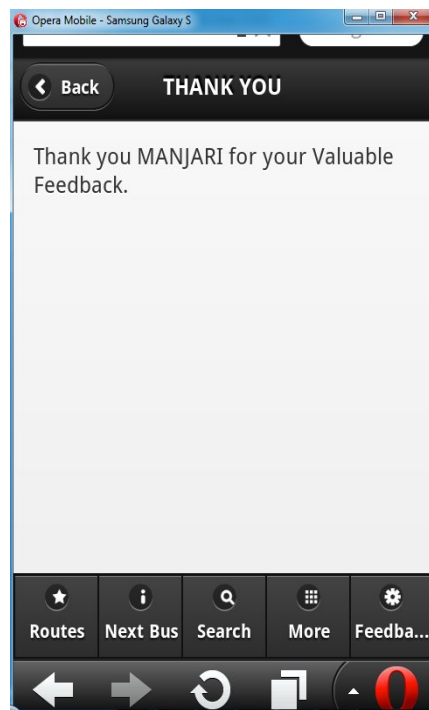 Opera Mobile - Samsung Galaxy S
Back
THANK YOU
Thank you MANJARI for your Valuable
Feedback.
Routes Next Bus Search More Feedba...